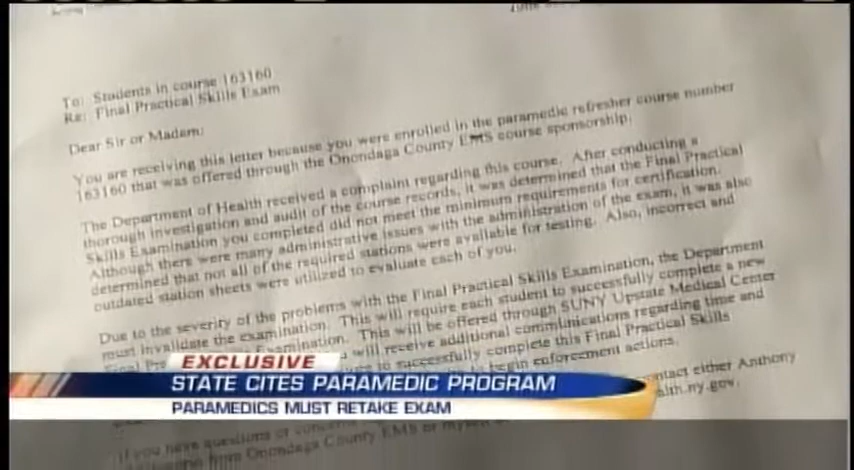 To: Students in course 163160
Re: Final Practical Skills Exam
Dear Sir or Madam:
You are receiving this letter because you were enrolled in the paramedic refresher course number
163160 that was offered through the Onondaga County EMS course sponsorship.
The Department of Health received a complaint regarding this course. After conducting a
thorough investigation and audit of the course records, it was determined that the Final Practical
Skills Examination you completed did not meet the minimum requirements for certification.
Although there were many administrative issues with the administration of the exam, it was also
determined that not all of the required stations were available for testing. Also, incorrect and
outdated station sheets were utilized to evaluate each of you.
Due to the severity of the problems with the Final Practical Skills Examination, the Department
must invalidate the examination. This will require each student to successfully complete a new
Final Examination. This will be offered through SUNY Upstate Medical Center
will receive additional communications regarding time and
to successfully complete this Final Practical Skills
to begin enforcement actions.
contact either Anthony
If you have questions or
from Onondaga County EMS or
EXCLUSIVE
STATE CITES PARAMEDIC PROGRAM
PARAMEDICS MUST RETAKE EXAM